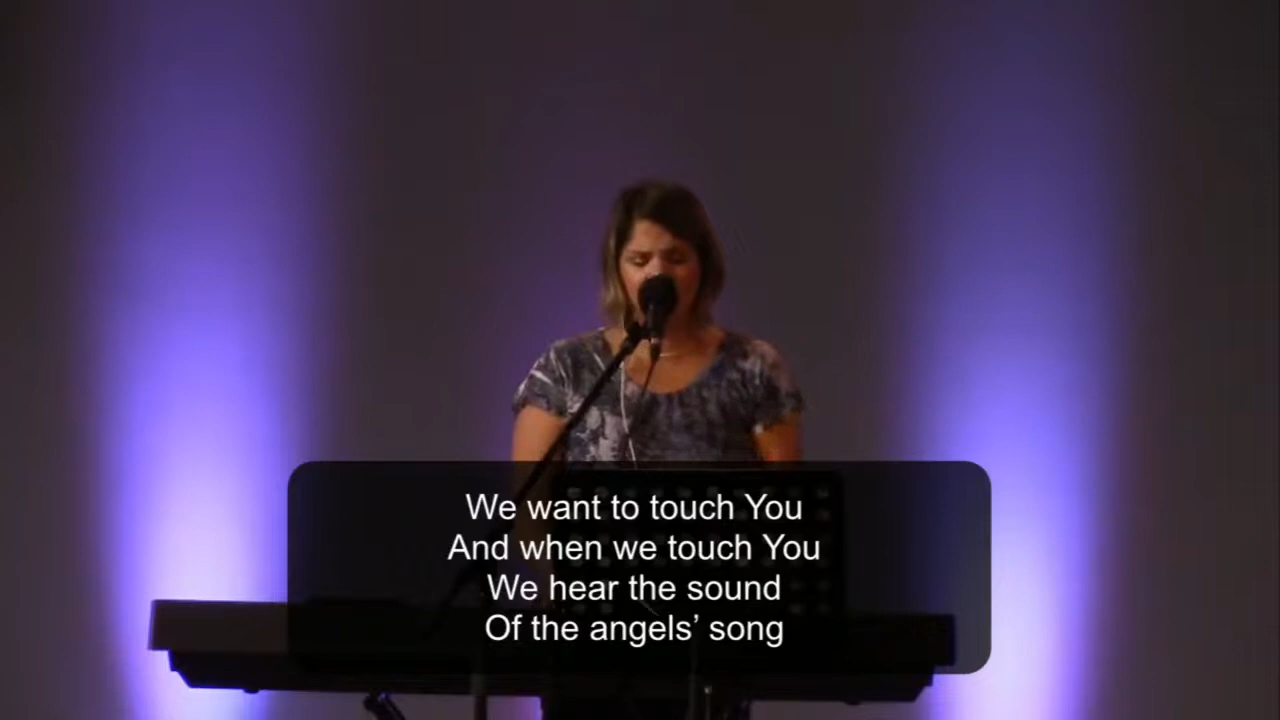 We want to touch You
And when we touch You
We hear the sound
Of the angels’ song